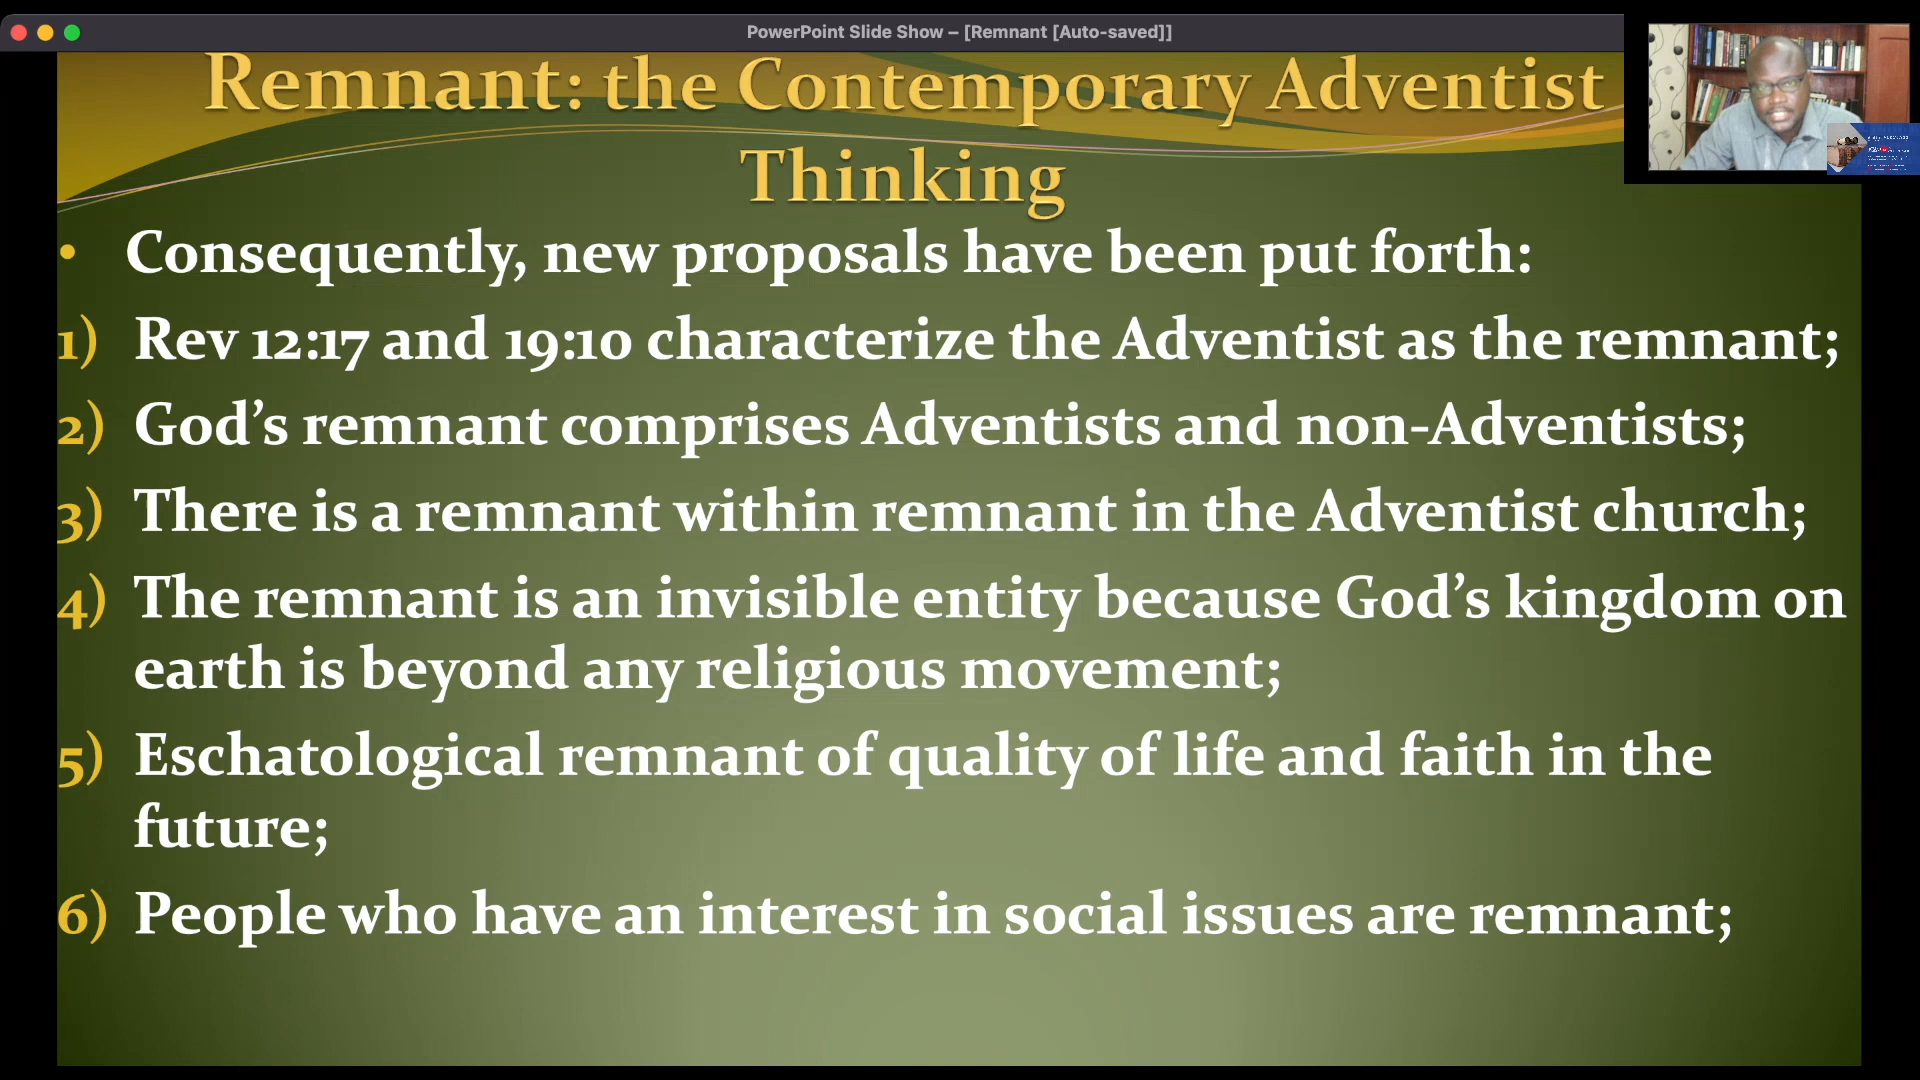 PowerPoint Slide Show – [Remnant [Auto-saved]]
Remnant: the Contemporary Adventist
Thinking
• Consequently, new proposals have been put forth:
1) Rev 12:17 and 19:10 characterize the Adventist as the remnant;
2) God’s remnant comprises Adventists and non-Adventists;
3) There is a remnant within remnant in the Adventist church;
4) The remnant is an invisible entity because God’s kingdom on
earth is beyond any religious movement;
5) Eschatological remnant of quality of life and faith in the
future;
6) People who have an interest in social issues are remnant;